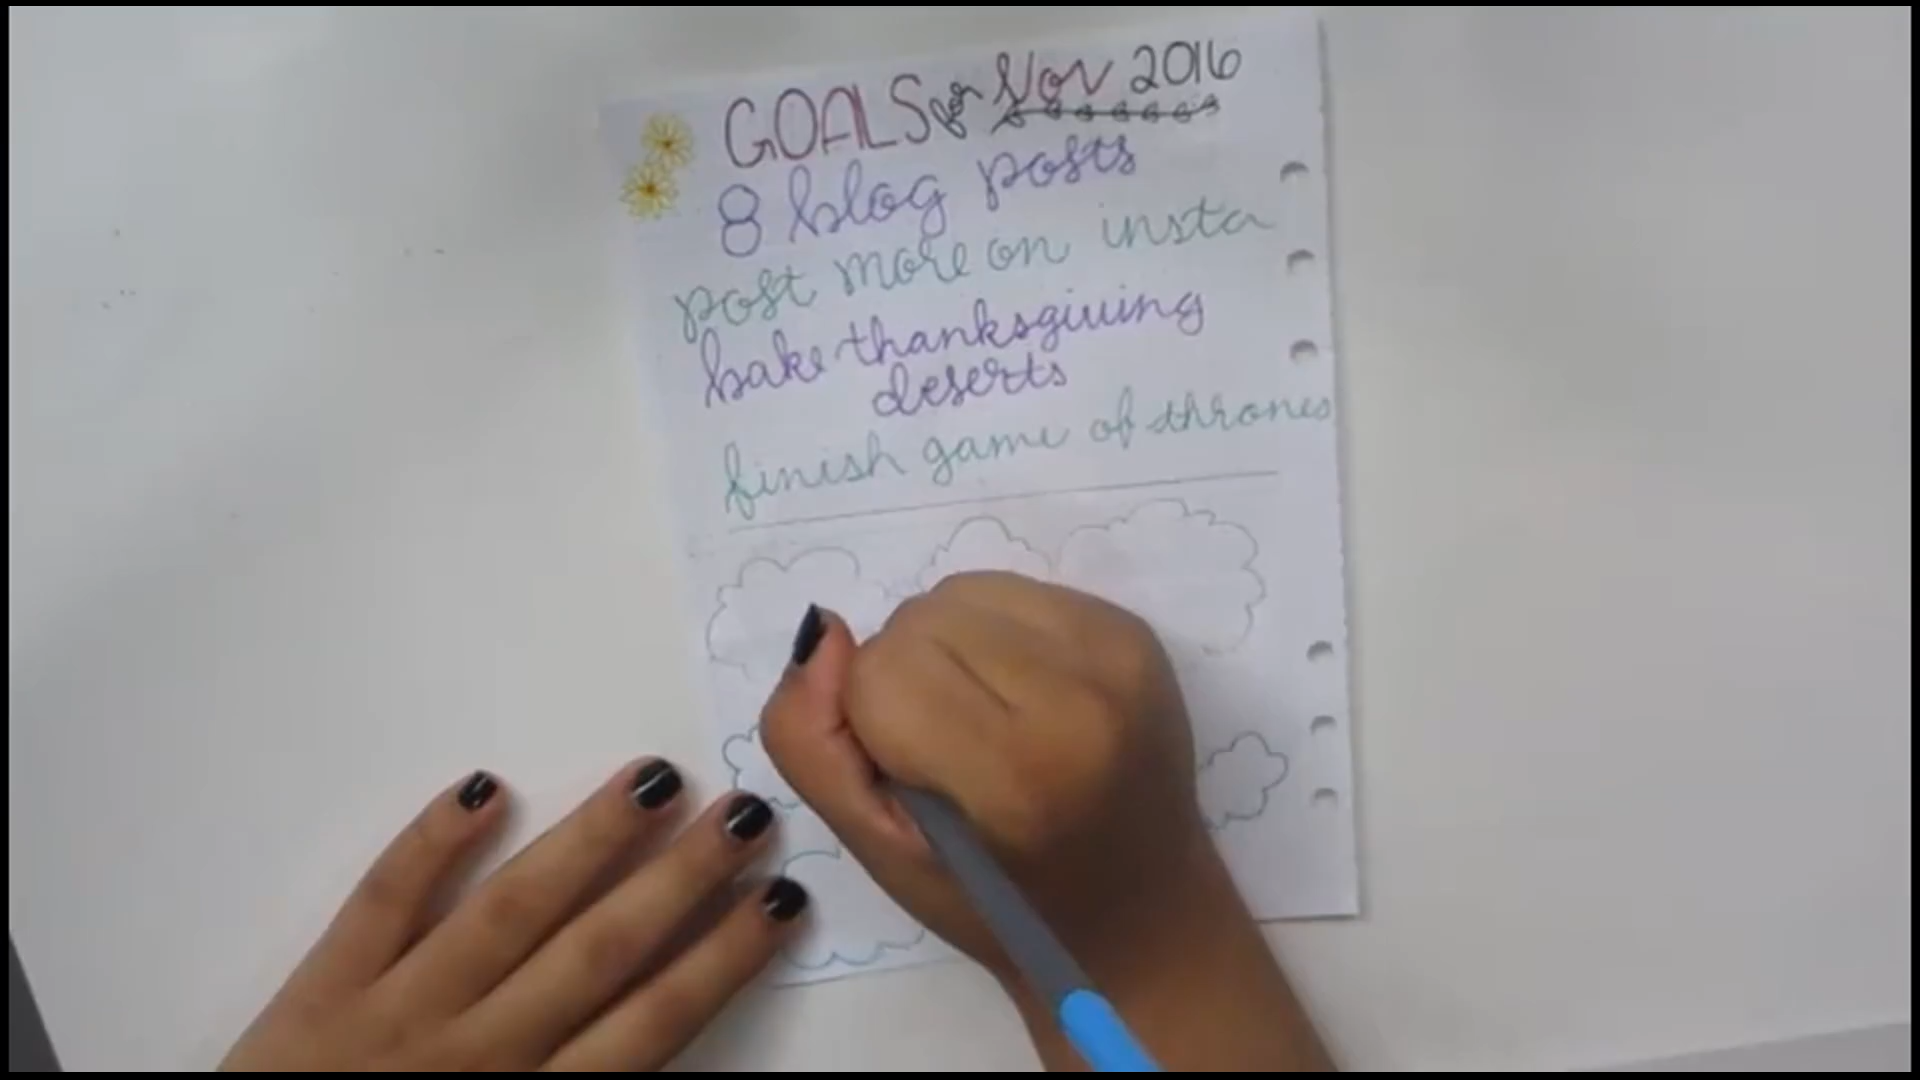 GOALS for Nov 2016
8 blog posts
post more on insta
bake thanksgiving
deserts
finish game of thrones